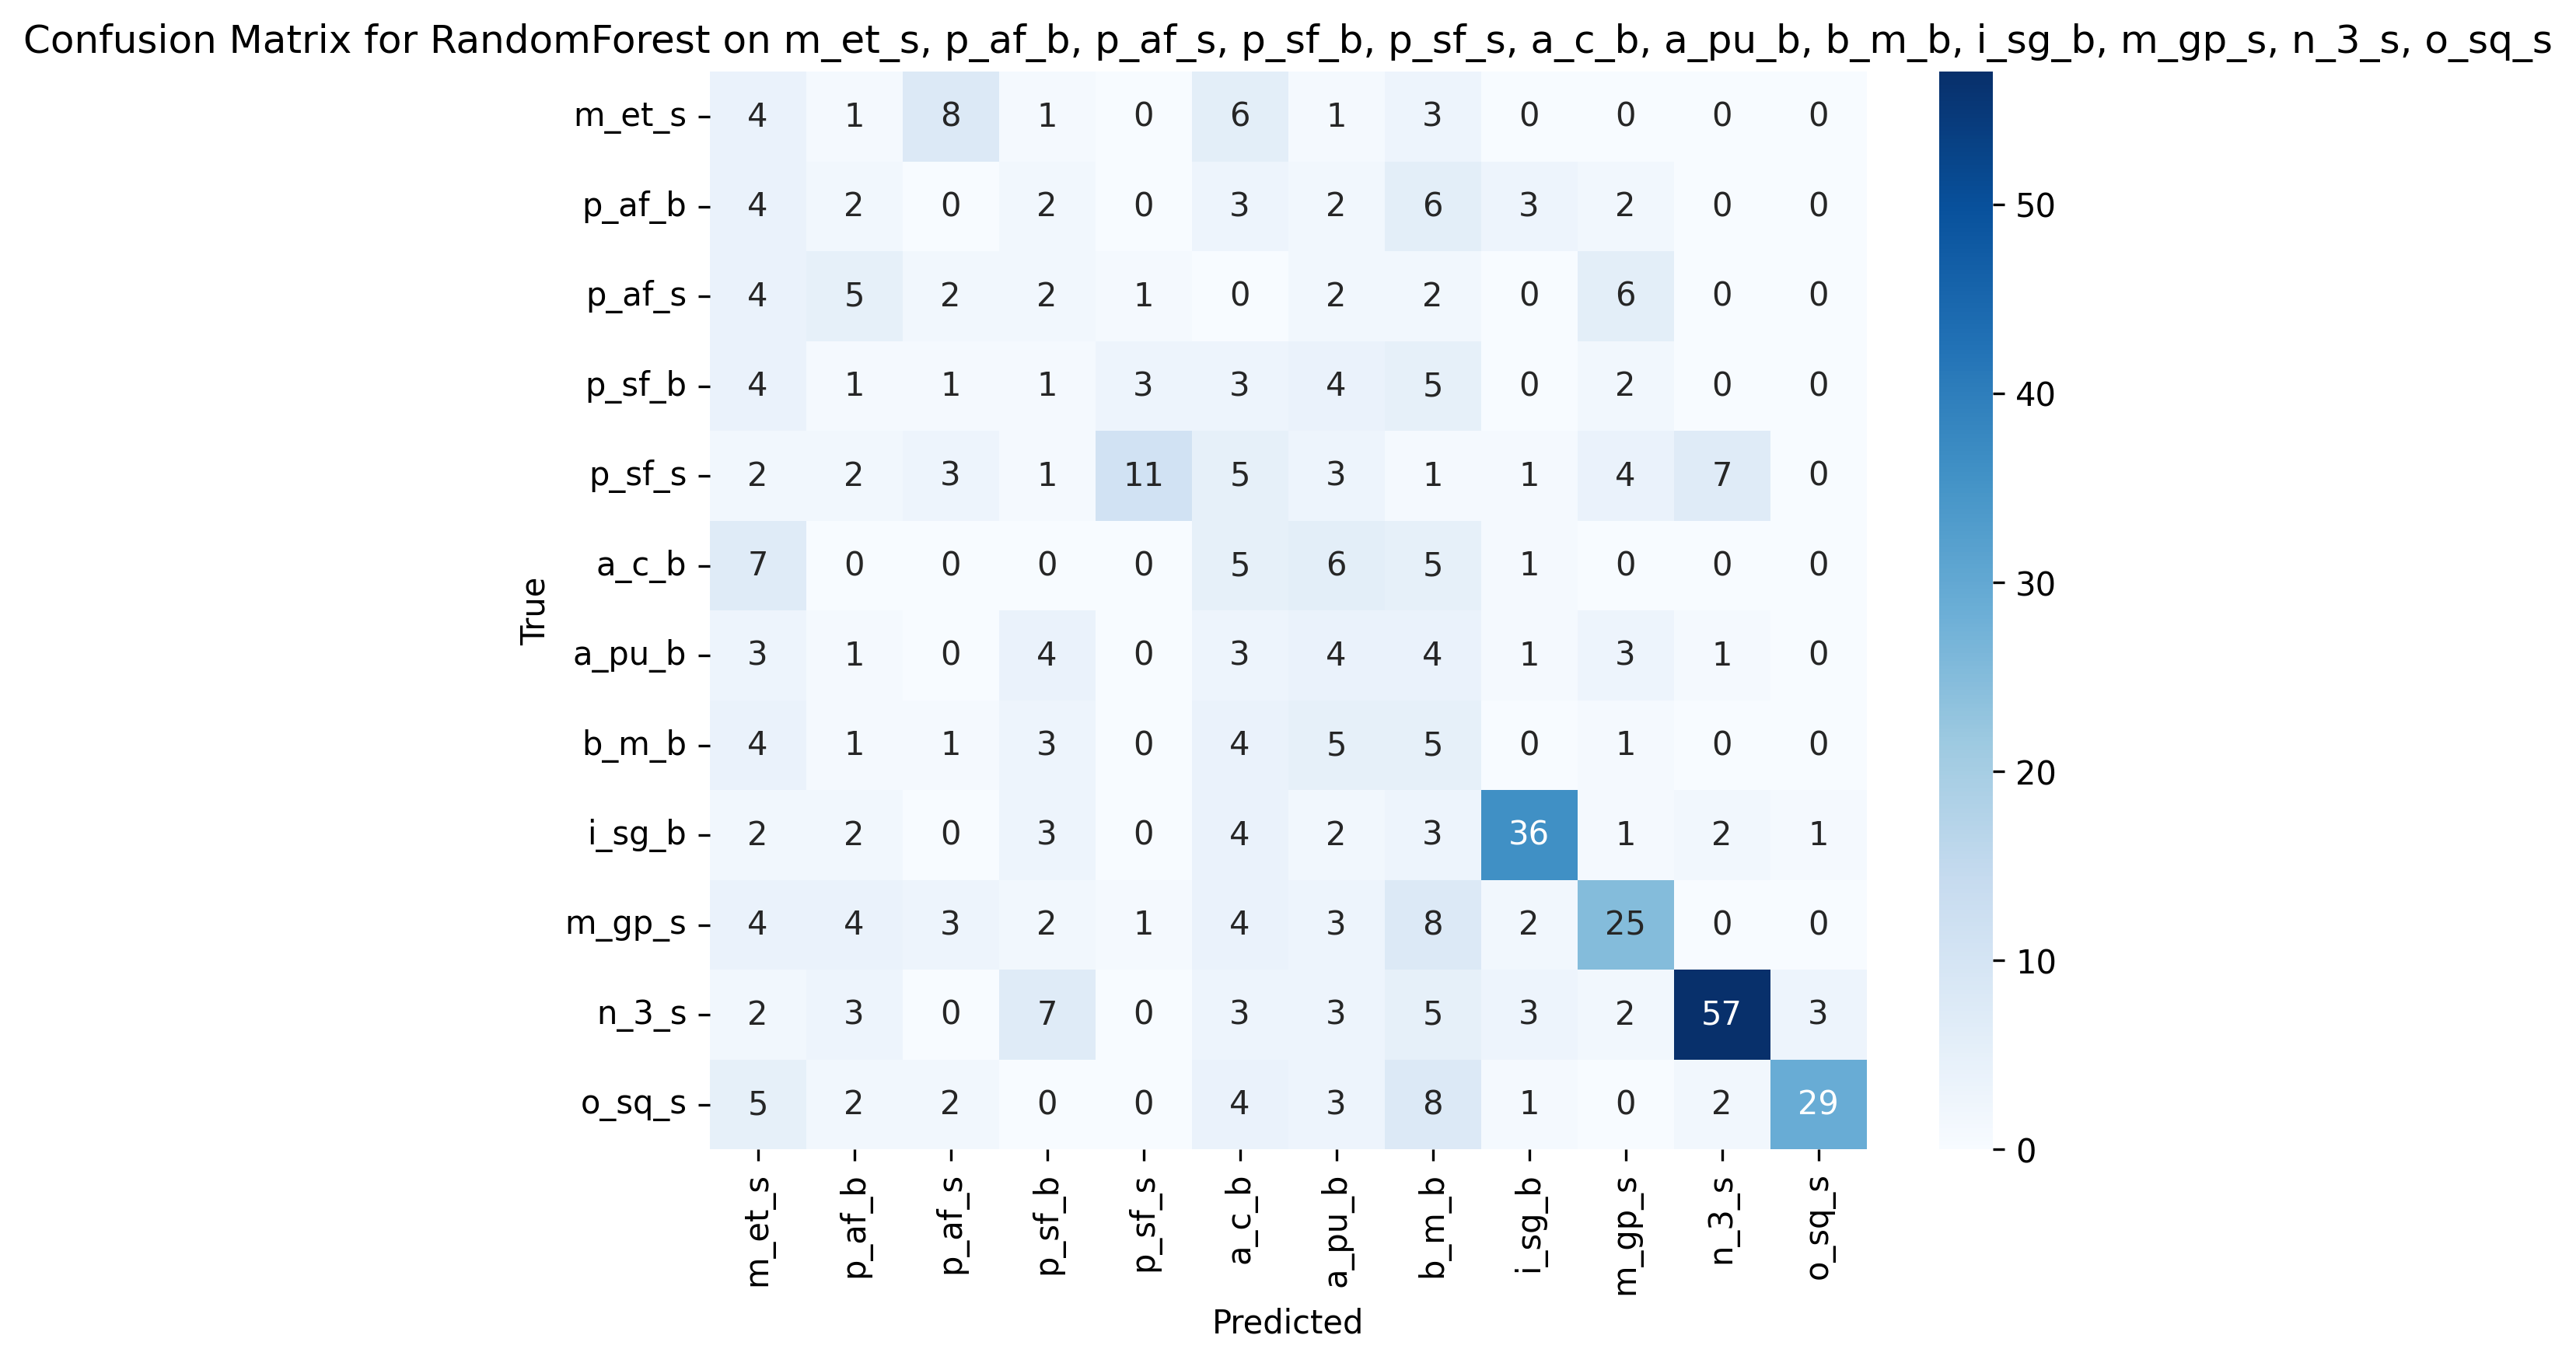 Confusion Matrix for RandomForest on m_et_s, p_af_b, p_af_s, p_sf_b, p_sf_s, a_c_b, a_pu_b, b_m_b, i_sg_b, m_gp_s, n_3_s, o_sq_s
m_et_s 4 1 8 1 0 6 1 3 0 0 0 0
p_af_b 4 2 0 2 0 3 2 6 3 2 0 0
p_af_s 4 5 2 2 1 0 2 2 0 6 0 0
p_sf_b 4 1 1 1 3 3 4 5 0 2 0 0
p_sf_s 2 2 3 1 11 5 3 1 1 4 7 0
a_c_b 7 0 0 0 0 5 6 5 1 0 0 0
a_pu_b 3 1 0 4 0 3 4 4 1 3 1 0
b_m_b 4 1 1 3 0 4 5 5 0 1 0 0
i_sg_b 2 2 0 3 0 4 2 3 36 1 2 1
m_gp_s 4 4 3 2 1 4 3 8 2 25 0 0
n_3_s 2 3 0 7 0 3 3 5 3 2 57 3
o_sq_s 5 2 2 0 0 4 3 8 1 0 2 29
True
m_et_s p_af_b p_af_s p_sf_b p_sf_s a_c_b a_pu_b b_m_b i_sg_b m_gp_s n_3_s o_sq_s
Predicted
50
40
30
20
10
0